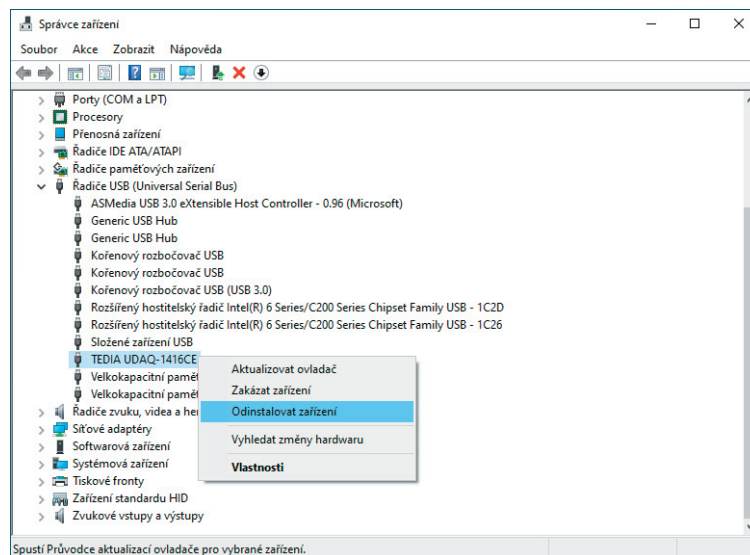 Správce zařízení
Soubor Akce Zobrazit Nápověda
Porty (COM a LPT)
Procesory
Přenosná zařízení
Řadiče IDE ATA/ATAPI
Řadiče paměťových zařízení
Řadiče USB (Universal Serial Bus)
ASMedia USB 3.0 eXtensible Host Controller - 0.96 (Microsoft)
Generic USB Hub
Generic USB Hub
Kořenový rozbočovač USB
Kořenový rozbočovač USB
Kořenový rozbočovač USB (USB 3.0)
Rozšířený hostitelský řadič Intel(R) 6 Series/C200 Series Chipset Family USB - 1C2D
Rozšířený hostitelský řadič Intel(R) 6 Series/C200 Series Chipset Family USB - 1C26
Složené zařízení USB
TEDIA UDAQ-1416CE
Velkokapacitní
Velkokapacitní
Řadiče zvuku, videa a
Síťové adaptéry
Softwarová zařízení
Systémová zařízení
Tiskové fronty
Zařízení standardu HID
Zvukové vstupy a výstupy
Aktualizovat ovladač
Zakázat zařízení
Odinstalovat zařízení
Vyhledat změny hardwaru
Vlastnosti
Spustí Průvodce aktualizací ovladače pro vybrané zařízení.